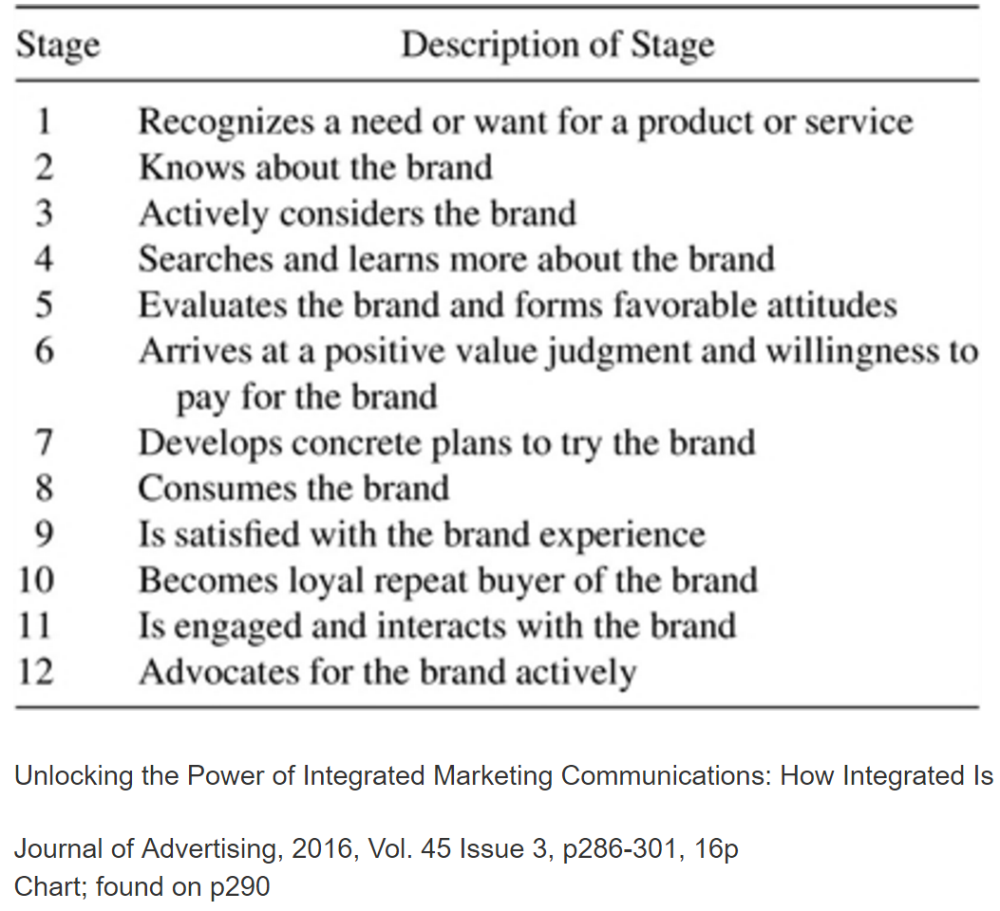 Stage Description of Stage
1 Recognizes a need or want for a product or service
2 Knows about the brand
3 Actively considers the brand
4 Searches and learns more about the brand
5 Evaluates the brand and forms favorable attitudes
6 Arrives at a positive value judgment and willingness to
pay for the brand
7 Develops concrete plans to try the brand
8 Consumes the brand
9 Is satisfied with the brand experience
10 Becomes loyal repeat buyer of the brand
11 Is engaged and interacts with the brand
12 Advocates for the brand actively
Unlocking the Power of Integrated Marketing Communications: How Integrated Is
Journal of Advertising, 2016, Vol. 45 Issue 3, p286-301, 16p
Chart; found on p290